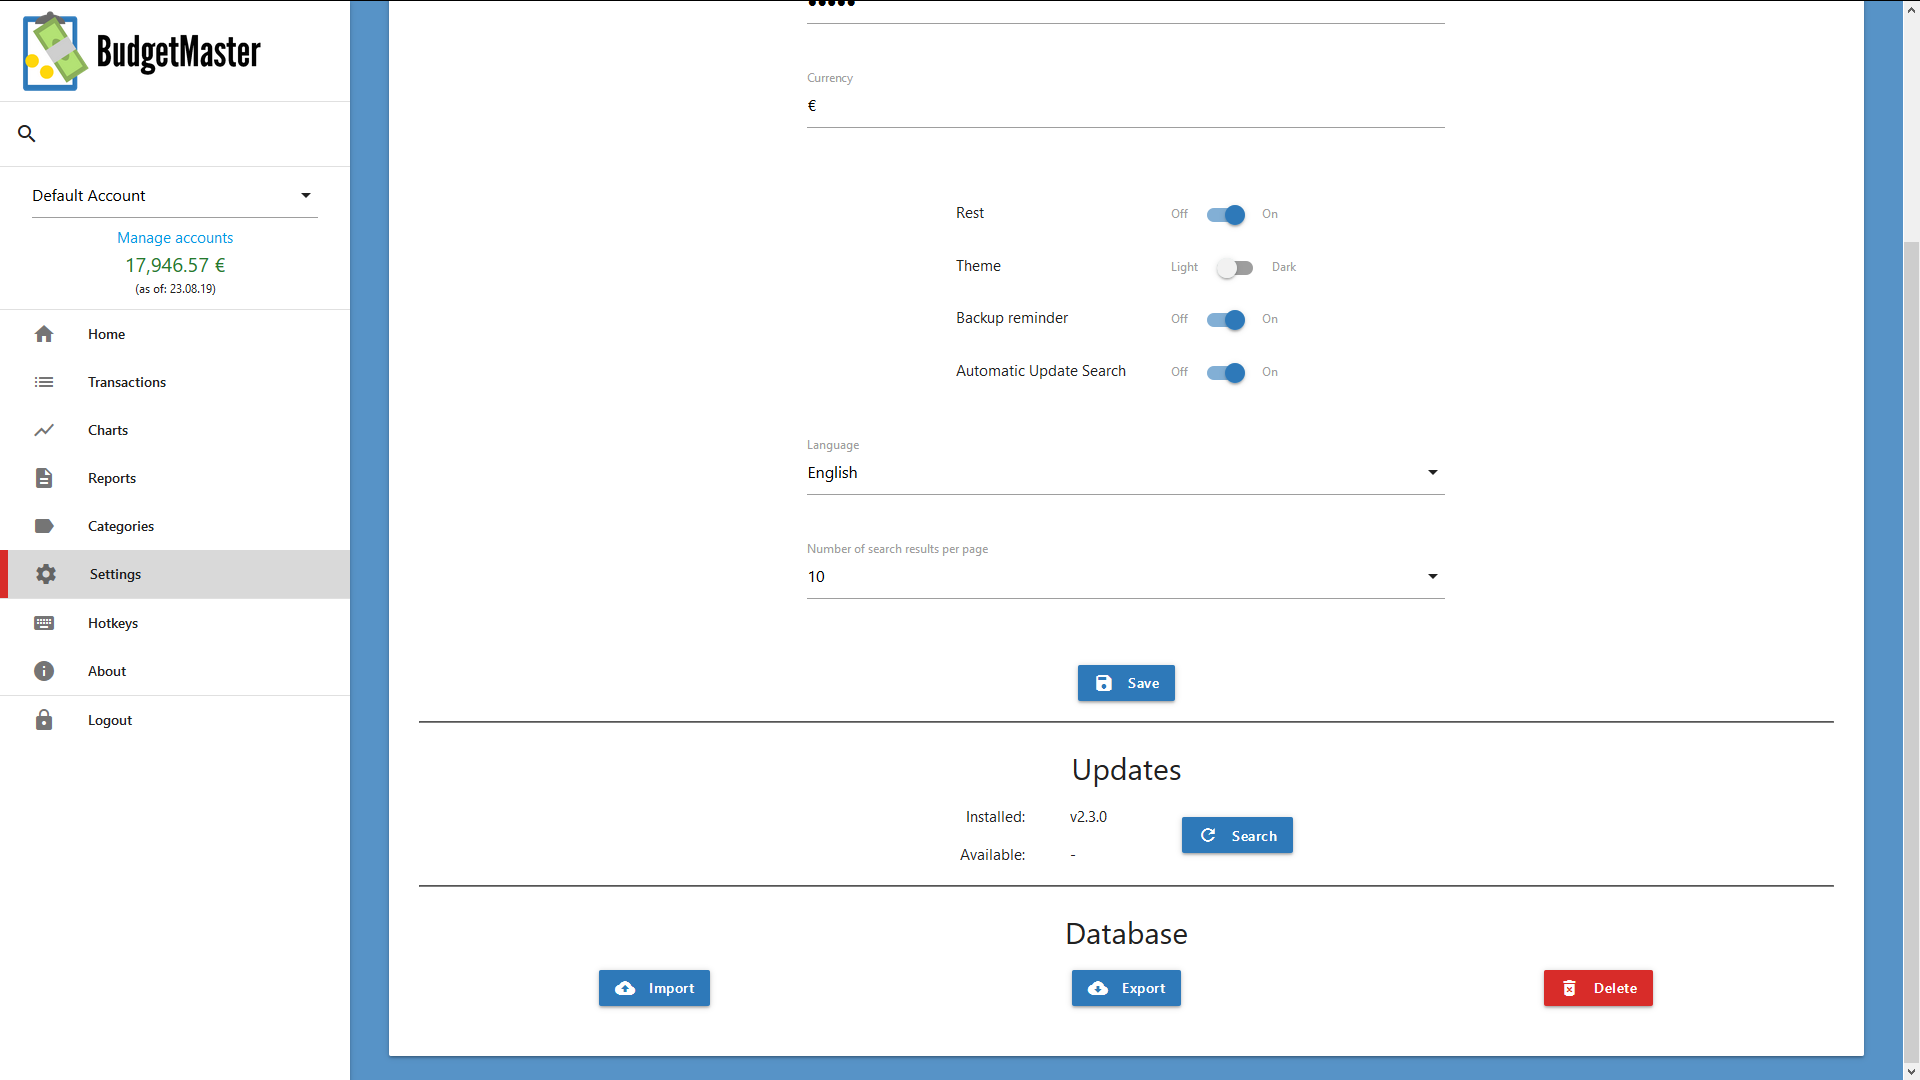 BudgetMaster
Default Account
Manage accounts
17,946.57 €
(as of: 23.08.19)
Home
Transactions
Charts
Reports
Categories
Settings
Hotkeys
About
Logout
Currency
€
Rest Off On
Theme Light Dark
Backup reminder Off On
Automatic Update Search Off On
Language
English
Number of search results per page
10
Save
Updates
Installed: v2.3.0
Search
Available: -
Database
Import Export Delete